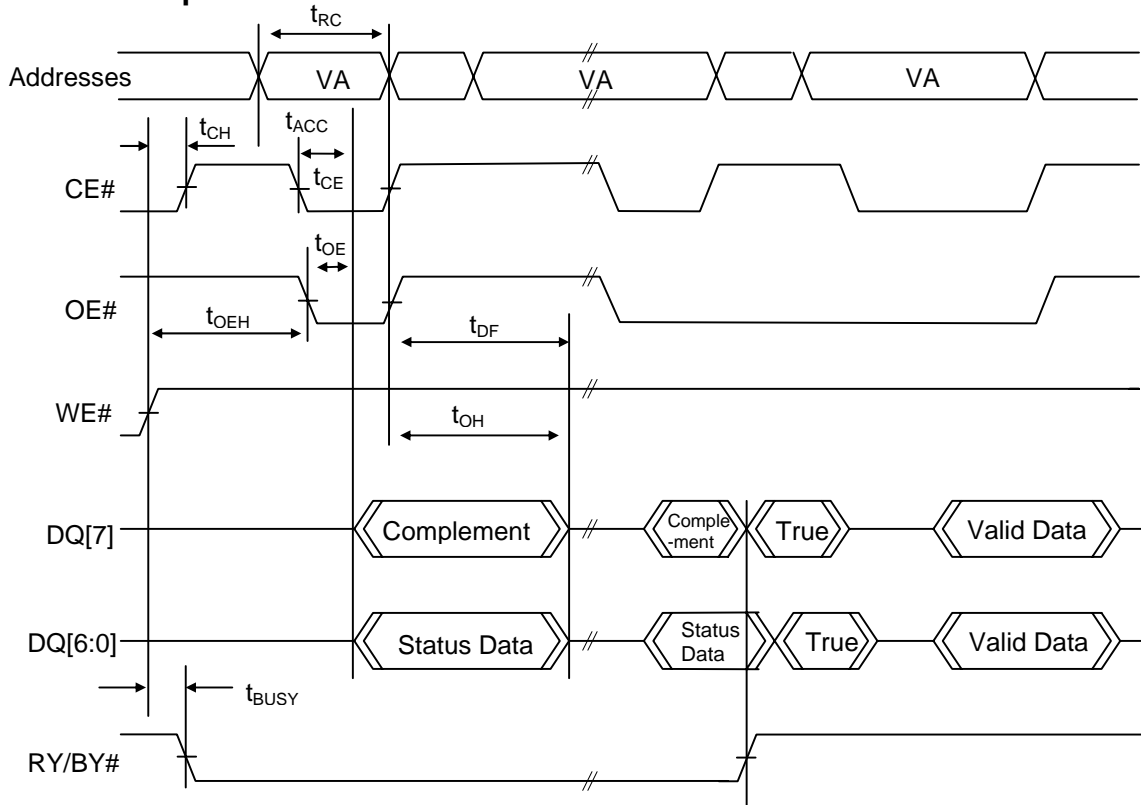 tRC
Addresses VA VA VA
tCH tACC
CE# tCE
tOE
OE#
tOEH tDF
WE#
tOH
DQ[7] Complement Comple
-ment True Valid Data
DQ[6:0] Status Data Status
Data True Valid Data
tBUSY
RY/BY#